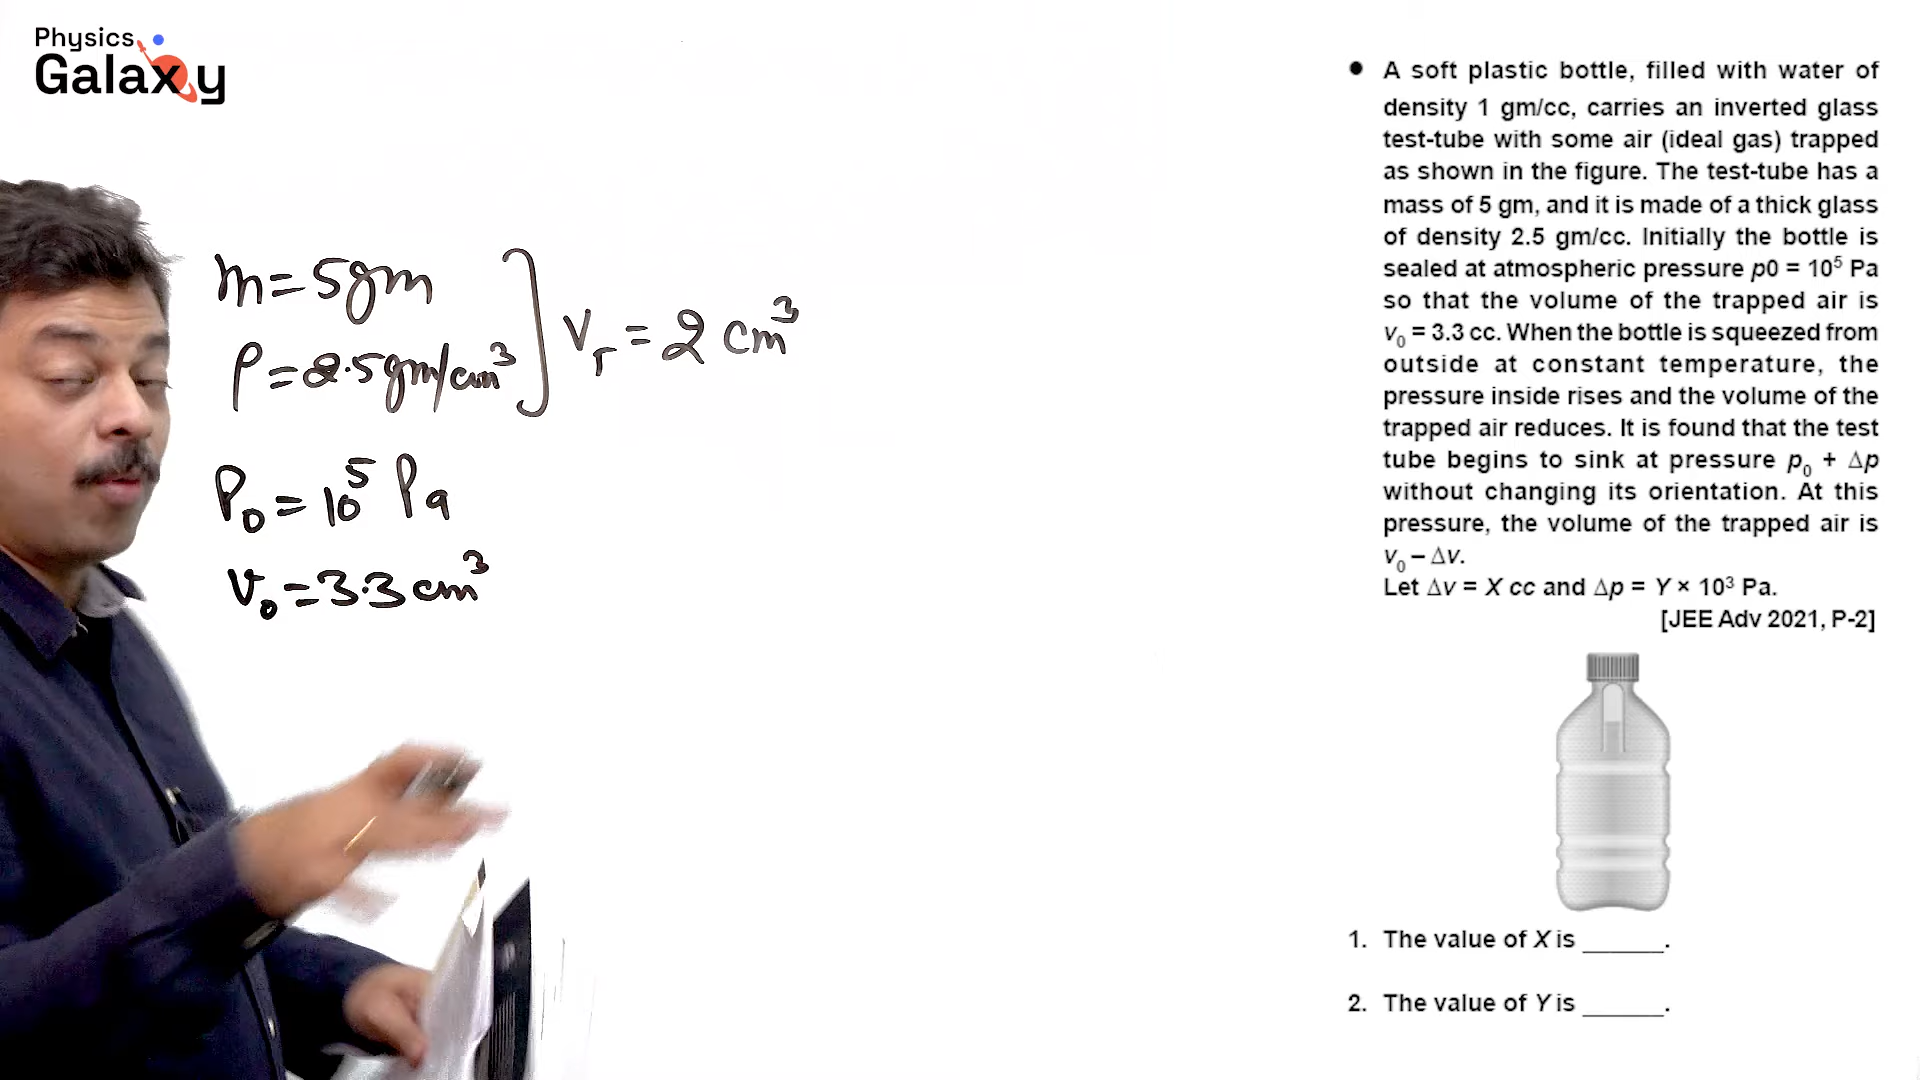 Physics
Galaxy
m = 5gm
ρ = 2.5gm/cm³ ] V_T = 2 cm³
P₀ = 10⁵ Pa
V₀ = 3.3 cm³
● A soft plastic bottle, filled with water of
density 1 gm/cc, carries an inverted glass
test-tube with some air (ideal gas) trapped
as shown in the figure. The test-tube has a
mass of 5 gm, and it is made of a thick glass
of density 2.5 gm/cc. Initially the bottle is
sealed at atmospheric pressure p0 = 10⁵ Pa
so that the volume of the trapped air is
v₀ = 3.3 cc. When the bottle is squeezed from
outside at constant temperature, the
pressure inside rises and the volume of the
trapped air reduces. It is found that the test
tube begins to sink at pressure p₀ + Δp
without changing its orientation. At this
pressure, the volume of the trapped air is
v₀ – Δv.
Let Δv = X cc and Δp = Y × 10³ Pa.
[JEE Adv 2021, P-2]
1. The value of X is ______.
2. The value of Y is ______.